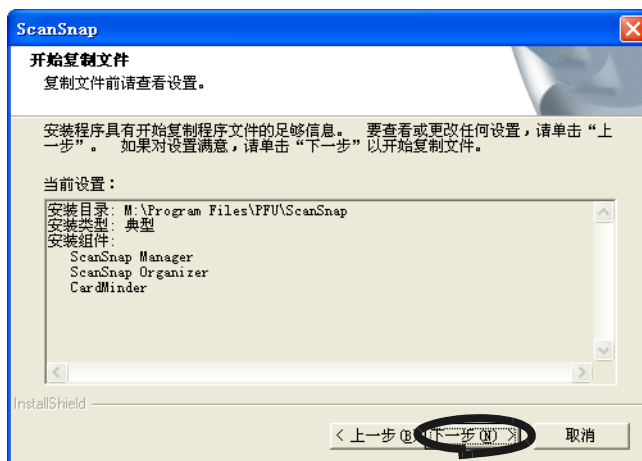 ScanSnap
开始复制文件
复制文件前请查看设置。
安装程序具有开始复制程序文件的足够信息。 要查看或更改任何设置，请单击“上
一步”。 如果对设置满意，请单击“下一步”以开始复制文件。
当前设置：
安装目录: M:\Program Files\PFU\ScanSnap
安装类型: 典型
安装组件:
ScanSnap Manager
ScanSnap Organizer
CardMinder
InstallShield
< 上一步(B) 下一步(N) > 取消